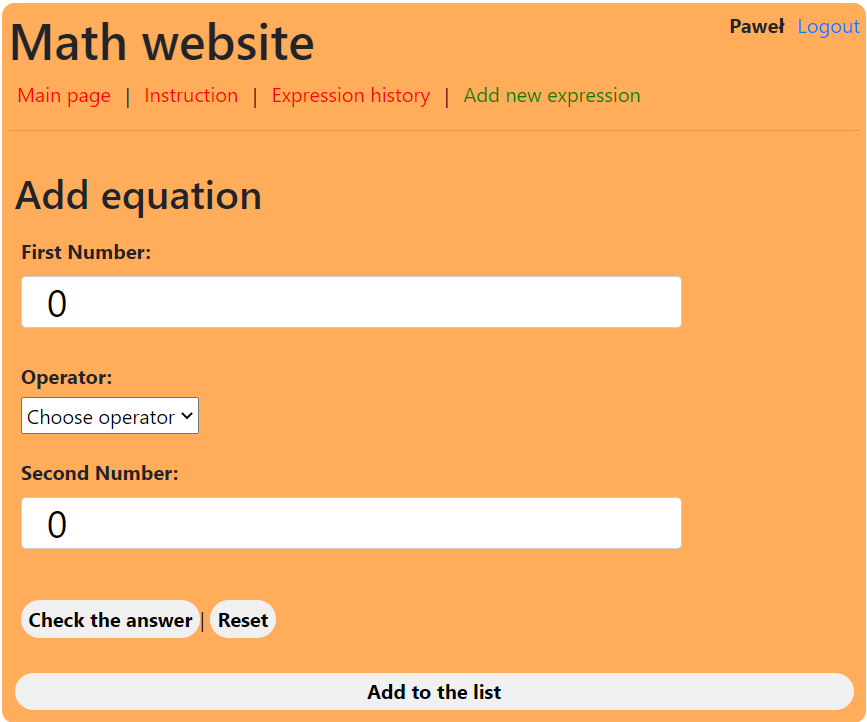 Math website
Paweł Logout
Main page | Instruction | Expression history | Add new expression
Add equation
First Number:
0
Operator:
Choose operator
Second Number:
0
Check the answer | Reset
Add to the list